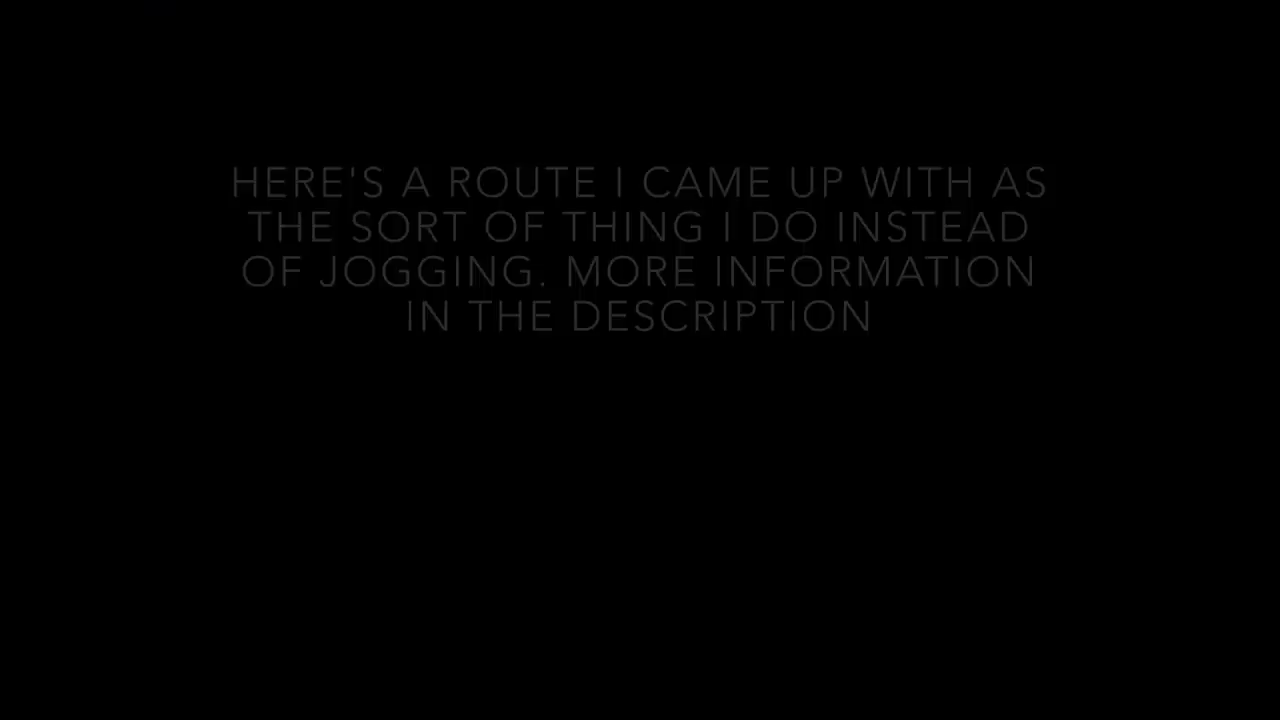 HERE'S A ROUTE I CAME UP WITH AS
THE SORT OF THING I DO INSTEAD
OF JOGGING. MORE INFORMATION
IN THE DESCRIPTION